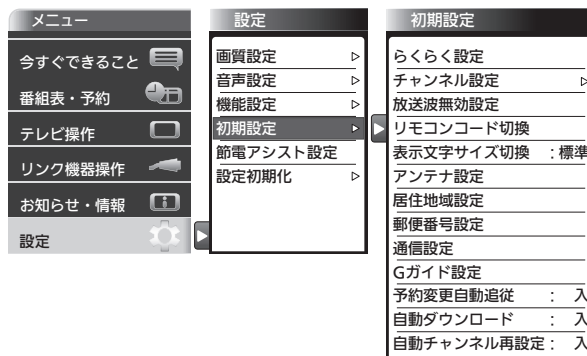 メニュー
今すぐできること
番組表・予約
テレビ操作
リンク機器操作
お知らせ・情報
設定
設定
画質設定
音声設定
機能設定
初期設定
節電アシスト設定
設定初期化
初期設定
らくらく設定
チャンネル設定
放送波無効設定
リモコンコード切換
表示文字サイズ切換 ：標準
アンテナ設定
居住地域設定
郵便番号設定
通信設定
Gガイド設定
予約変更自動追従 ： 入
自動ダウンロード ： 入
自動チャンネル再設定： 入